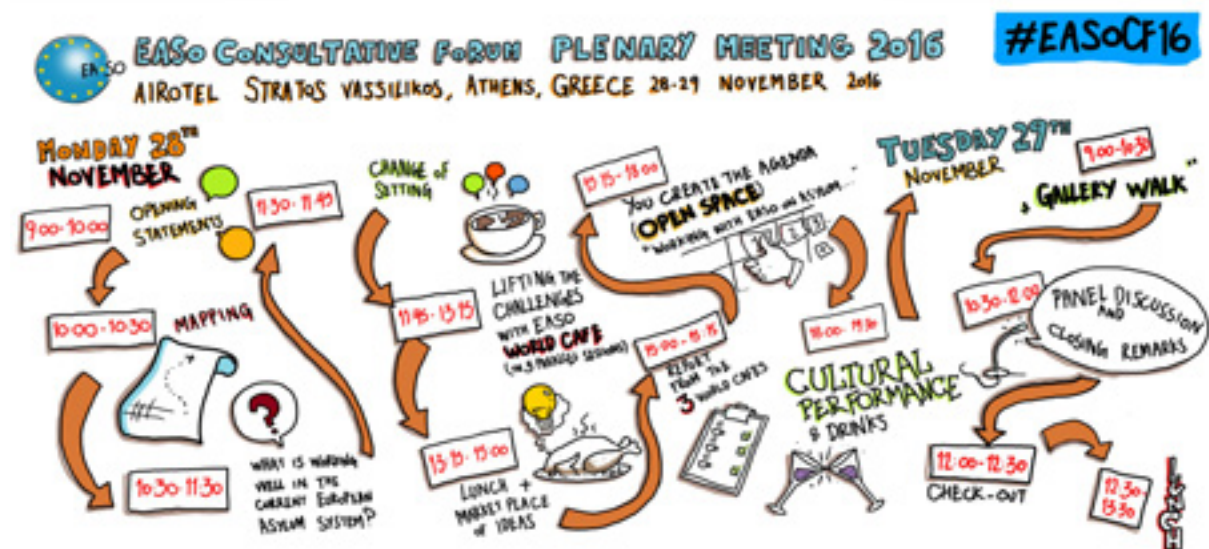 EASO
EASO CONSULTATIVE FORUM PLENARY MEETING 2016
#EASOCF16
AIROTEL STRATOS VASSILIKOS, ATHENS, GREECE 28-29 NOVEMBER 2016
MONDAY 28TH
NOVEMBER
9:00-10:00
OPENING
STATEMENTS
10:00-10:30
MAPPING
10:30-11:30
?
WHAT IS WORKING
WELL IN THE
CURRENT EUROPEAN
ASYLUM SYSTEM?
11:30-11:45
CHANGE OF
SETTING
11:45-13:15
LIFTING THE
CHALLENGES
WITH EASO
WORLD CAFE
(IN 3 PARALLEL SESSIONS)
13:15-15:00
LUNCH +
MARKET PLACE
OF IDEAS
15:00-15:15
REPORT
FROM THE
3 WORLD CAFES
15:15-18:00
YOU CREATE THE AGENDA
(OPEN SPACE)
"WORKING WITH EASO ON ASYLUM..."
CULTURAL
PERFORMANCE
& DRINKS
TUESDAY 29TH
NOVEMBER
9:00-10:30
"GALLERY WALK"
10:30-12:00
PANEL DISCUSSION
AND
CLOSING REMARKS
12:00-12:30
CHECK-OUT
12:30-
13:30
LUNCH